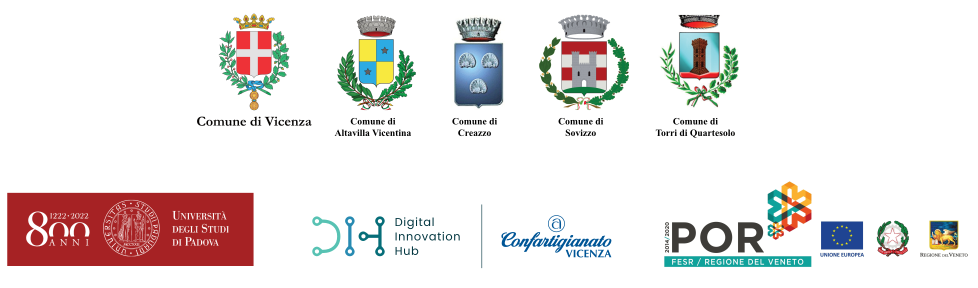 Comune di Vicenza
Comune di
Altavilla Vicentina
Comune di
Creazzo
Comune di
Sovizzo
Comune di
Torri di Quartesolo
1222·2022
800
ANNI
UNIVERSITÀ
DEGLI STUDI
DI PADOVA
DIH
Digital
Innovation
Hub
Confartigianato
VICENZA
2014/2020
POR
FESR / REGIONE DEL VENETO
UNIONE EUROPEA
REGIONE DEL VENETO